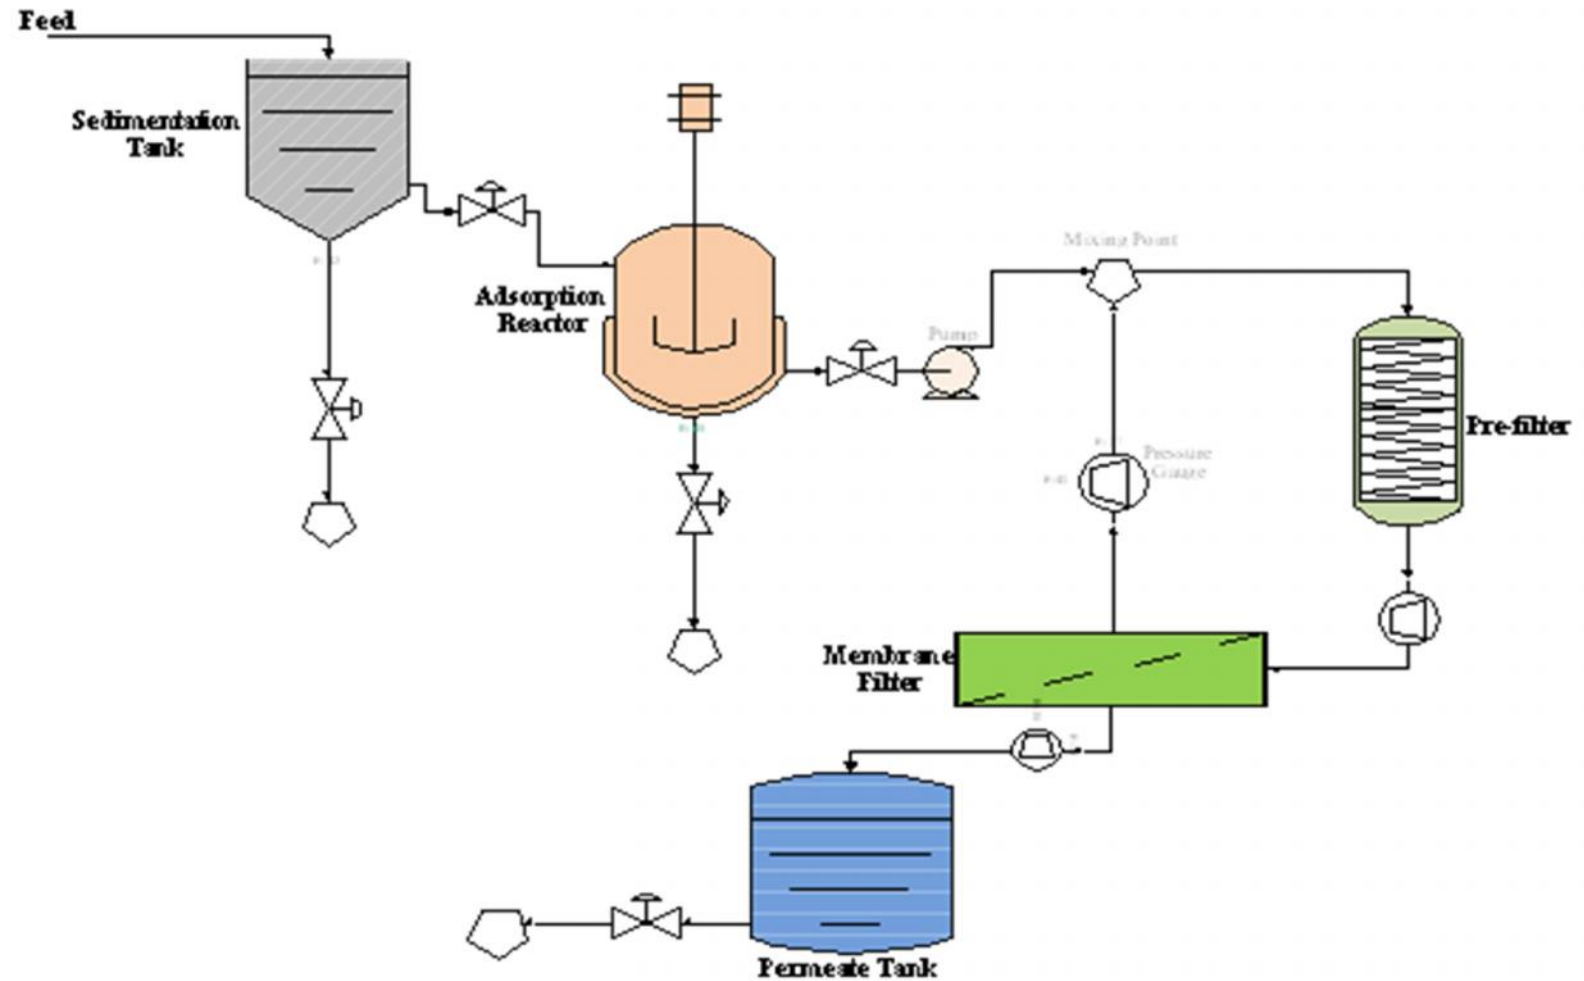 Feed
Sedimentation
Tank
Mixing Point
Adsorption
Reactor
Pump
Pre-filter
Pressure
Gauge
Membrane
Filter
Permeate Tank